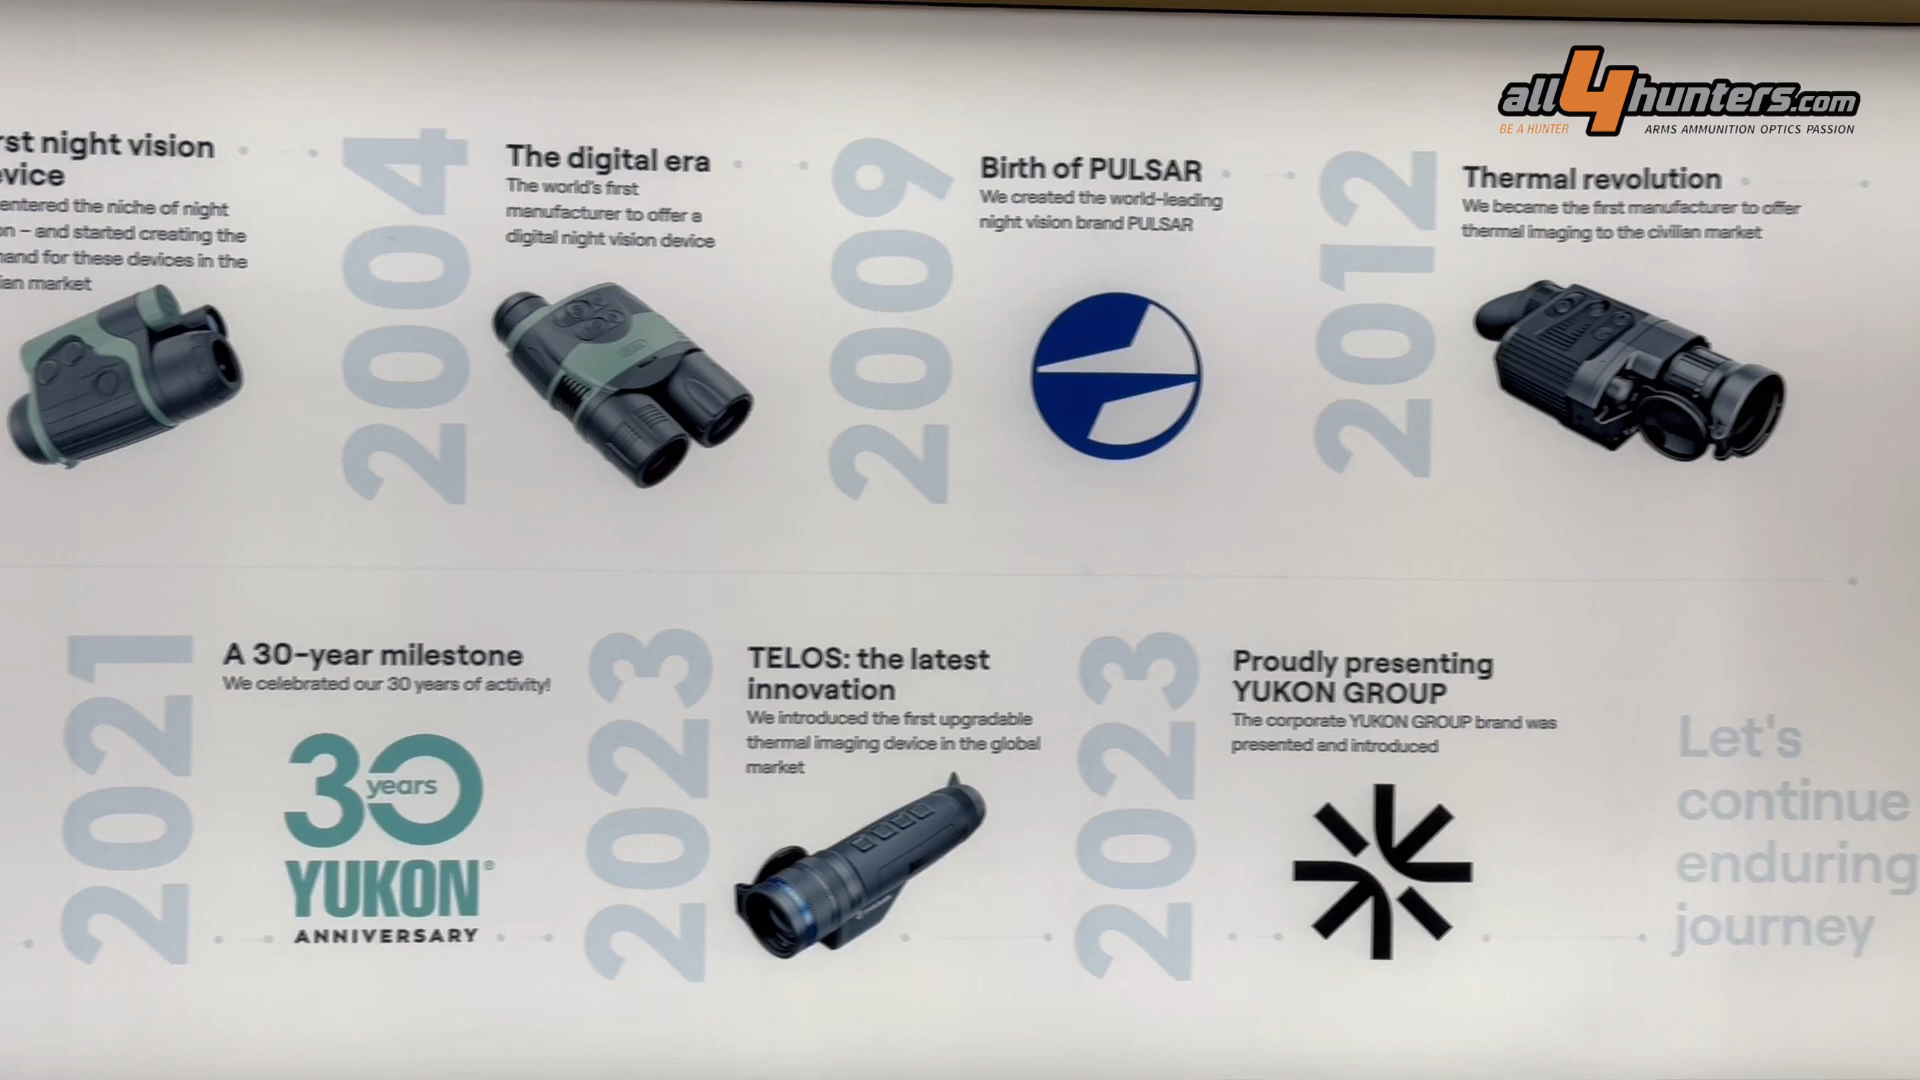 all4hunters.com
BE A HUNTER ARMS AMMUNITION OPTICS PASSION
rst night vision
vice
entered the niche of night
on – and started creating the
mand for these devices in the
ian market
2004
The digital era
The world's first
manufacturer to offer a
digital night vision device
2009
Birth of PULSAR
We created the world-leading
night vision brand PULSAR
2012
Thermal revolution
We became the first manufacturer to offer
thermal imaging to the civilian market
2021
A 30-year milestone
We celebrated our 30 years of activity!
30 years
YUKON®
ANNIVERSARY
2023
TELOS: the latest
innovation
We introduced the first upgradable
thermal imaging device in the global
market
2023
Proudly presenting
YUKON GROUP
The corporate YUKON GROUP brand was
presented and introduced
Let's
continue
enduring
journey